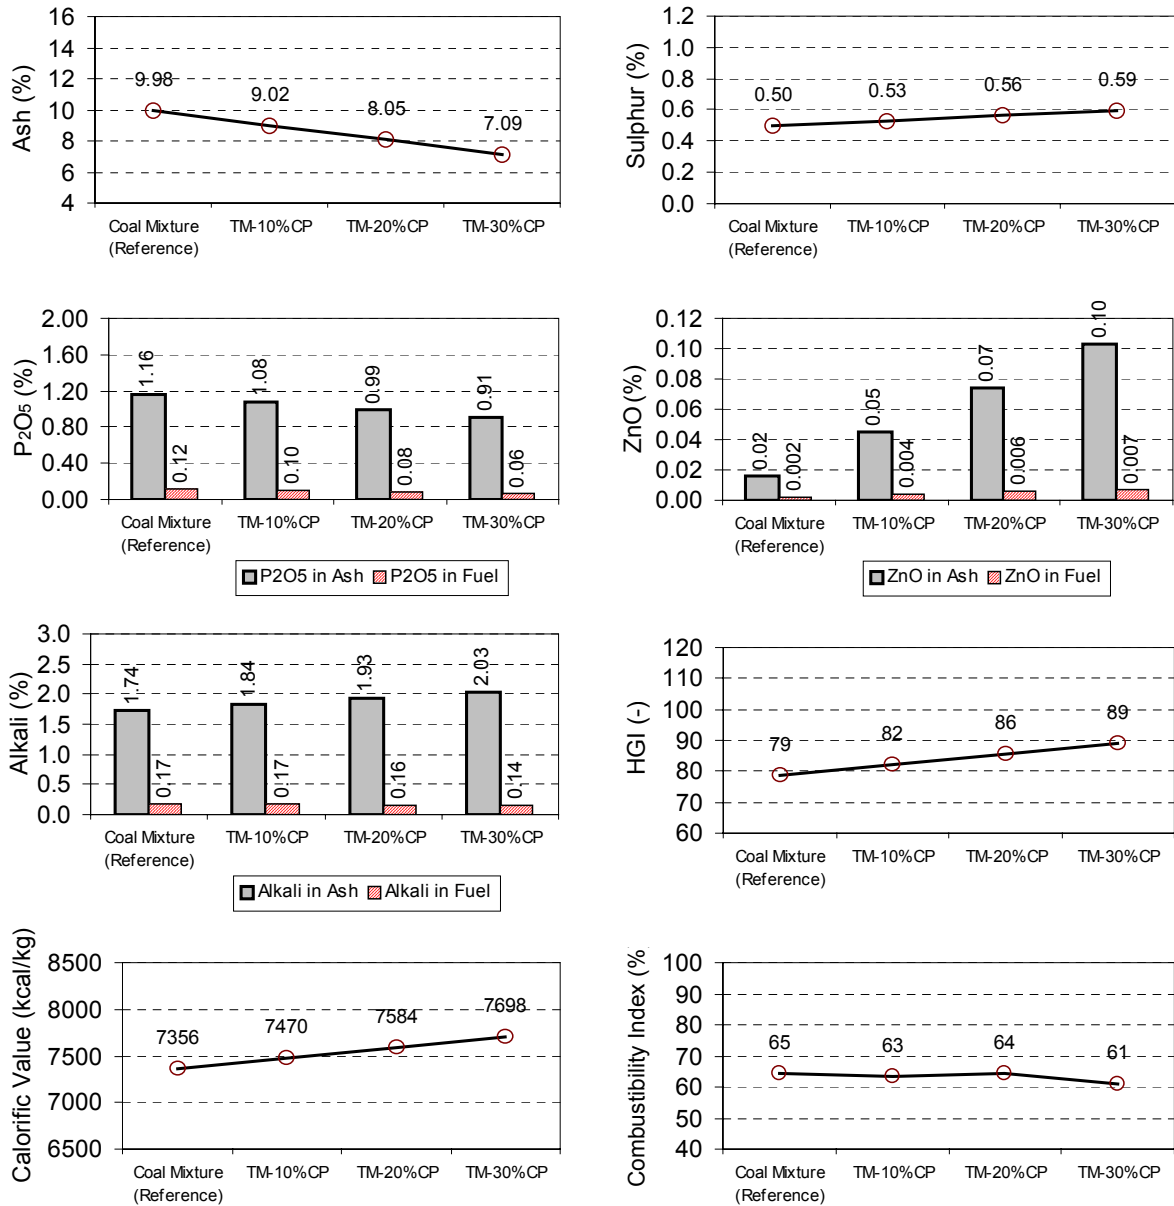 Ash (%)
16
14
12
10
8
6
4
9.98
9.02
8.05
7.09
Coal Mixture
(Reference)
TM-10%CP
TM-20%CP
TM-30%CP
Sulphur (%)
1.2
1.0
0.8
0.6
0.4
0.2
0.0
0.50
0.53
0.56
0.59
Coal Mixture
(Reference)
TM-10%CP
TM-20%CP
TM-30%CP
P2O5 (%)
2.00
1.60
1.20
0.80
0.40
0.00
1.16
0.12
1.08
0.10
0.99
0.08
0.91
0.06
Coal Mixture
(Reference)
TM-10%CP
TM-20%CP
TM-30%CP
P2O5 in Ash
P2O5 in Fuel
ZnO (%)
0.12
0.10
0.08
0.06
0.04
0.02
0.00
0.02
0.002
0.05
0.004
0.07
0.006
0.10
0.007
Coal Mixture
(Reference)
TM-10%CP
TM-20%CP
TM-30%CP
ZnO in Ash
ZnO in Fuel
Alkali (%)
3.0
2.5
2.0
1.5
1.0
0.5
0.0
1.74
0.17
1.84
0.17
1.93
0.16
2.03
0.14
Coal Mixture
(Reference)
TM-10%CP
TM-20%CP
TM-30%CP
Alkali in Ash
Alkali in Fuel
HGI (-)
120
110
100
90
80
70
60
79
82
86
89
Coal Mixture
(Reference)
TM-10%CP
TM-20%CP
TM-30%CP
Calorific Value (kcal/kg)
8500
8000
7500
7000
6500
7356
7470
7584
7698
Coal Mixture
(Reference)
TM-10%CP
TM-20%CP
TM-30%CP
Combustibility Index (%)
100
90
80
70
60
50
40
65
63
64
61
Coal Mixture
(Reference)
TM-10%CP
TM-20%CP
TM-30%CP